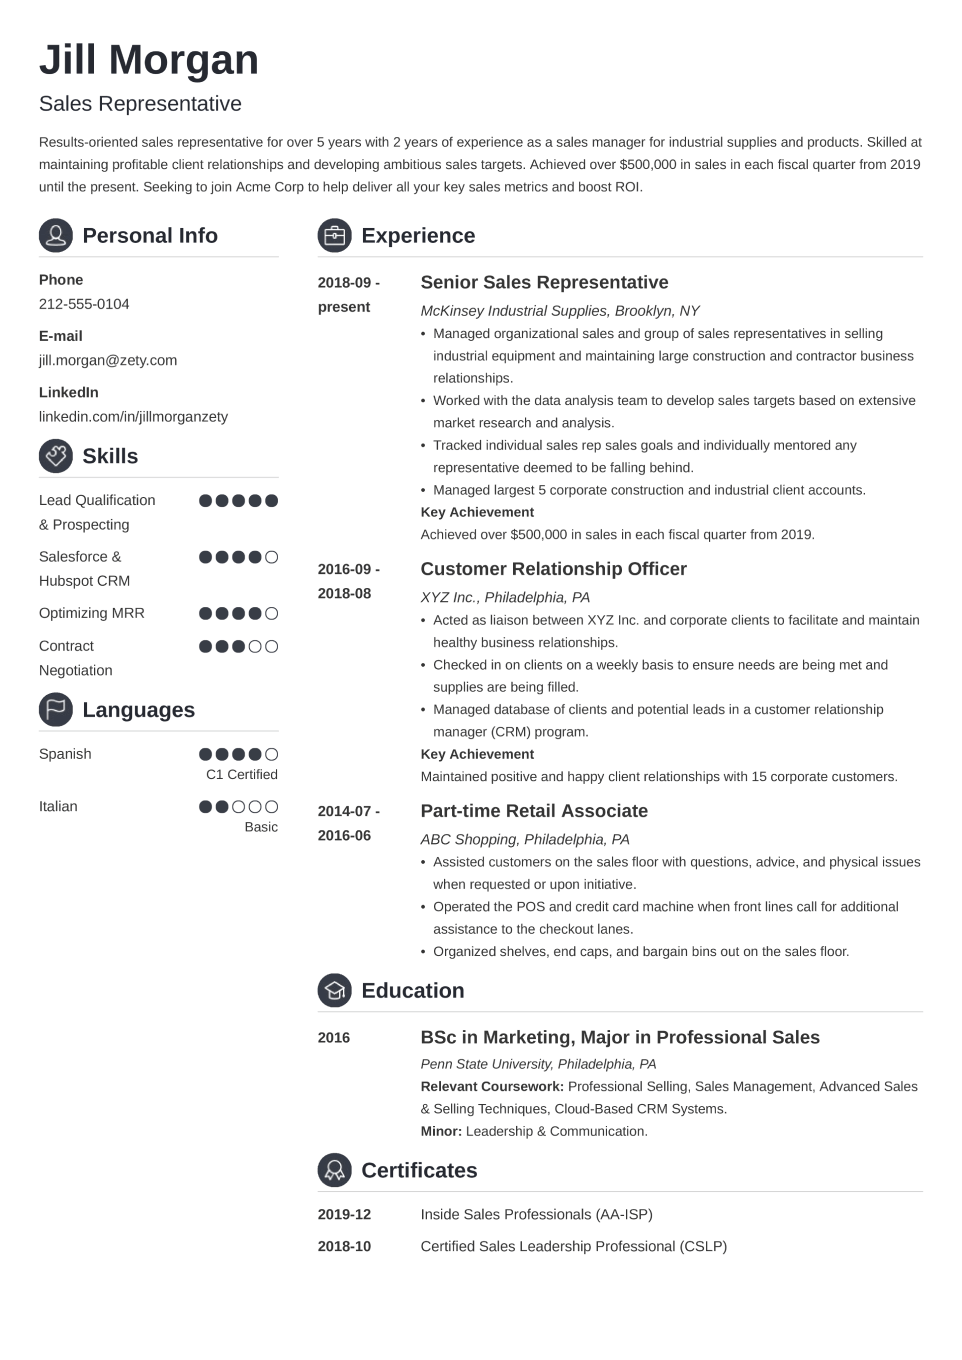 Jill Morgan
Sales Representative
Results-oriented sales representative for over 5 years with 2 years of experience as a sales manager for industrial supplies and products. Skilled at
maintaining profitable client relationships and developing ambitious sales targets. Achieved over $500,000 in sales in each fiscal quarter from 2019
until the present. Seeking to join Acme Corp to help deliver all your key sales metrics and boost ROI.
Personal Info
Phone
212-555-0104
E-mail
jill.morgan@zety.com
LinkedIn
linkedin.com/in/jillmorganzety
Skills
Lead Qualification
& Prospecting
Salesforce &
Hubspot CRM
Optimizing MRR
Contract
Negotiation
Languages
Spanish
C1 Certified
Italian
Basic
Experience
2018-09 -
present
Senior Sales Representative
McKinsey Industrial Supplies, Brooklyn, NY
• Managed organizational sales and group of sales representatives in selling
industrial equipment and maintaining large construction and contractor business
relationships.
• Worked with the data analysis team to develop sales targets based on extensive
market research and analysis.
• Tracked individual sales rep sales goals and individually mentored any
representative deemed to be falling behind.
• Managed largest 5 corporate construction and industrial client accounts.
Key Achievement
Achieved over $500,000 in sales in each fiscal quarter from 2019.
2016-09 -
2018-08
Customer Relationship Officer
XYZ Inc., Philadelphia, PA
• Acted as liaison between XYZ Inc. and corporate clients to facilitate and maintain
healthy business relationships.
• Checked in on clients on a weekly basis to ensure needs are being met and
supplies are being filled.
• Managed database of clients and potential leads in a customer relationship
manager (CRM) program.
Key Achievement
Maintained positive and happy client relationships with 15 corporate customers.
2014-07 -
2016-06
Part-time Retail Associate
ABC Shopping, Philadelphia, PA
• Assisted customers on the sales floor with questions, advice, and physical issues
when requested or upon initiative.
• Operated the POS and credit card machine when front lines call for additional
assistance to the checkout lanes.
• Organized shelves, end caps, and bargain bins out on the sales floor.
Education
2016
BSc in Marketing, Major in Professional Sales
Penn State University, Philadelphia, PA
Relevant Coursework: Professional Selling, Sales Management, Advanced Sales
& Selling Techniques, Cloud-Based CRM Systems.
Minor: Leadership & Communication.
Certificates
2019-12 Inside Sales Professionals (AA-ISP)
2018-10 Certified Sales Leadership Professional (CSLP)